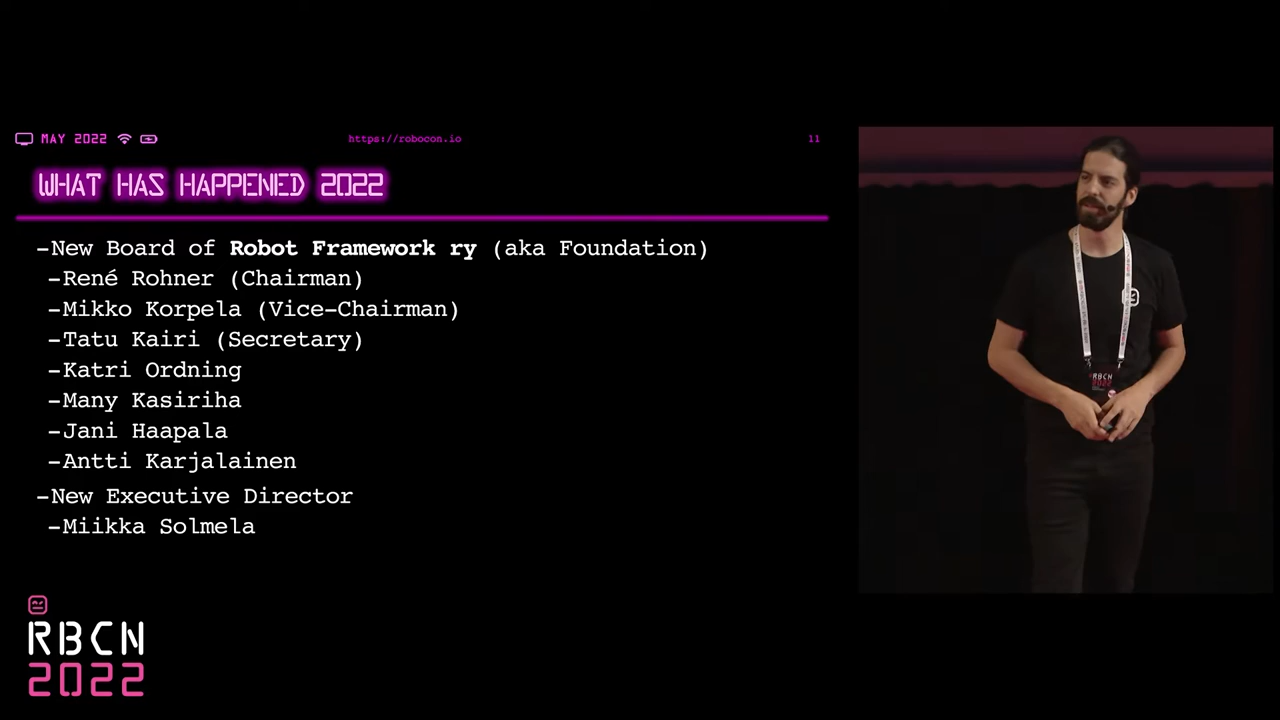 MAY 2022
https://robocon.io
11
WHAT HAS HAPPENED 2022
-New Board of Robot Framework ry (aka Foundation)
-René Rohner (Chairman)
-Mikko Korpela (Vice-Chairman)
-Tatu Kairi (Secretary)
-Katri Ordning
-Many Kasiriha
-Jani Haapala
-Antti Karjalainen
-New Executive Director
-Miikka Solmela
RBCN
2022
RBCN
2022